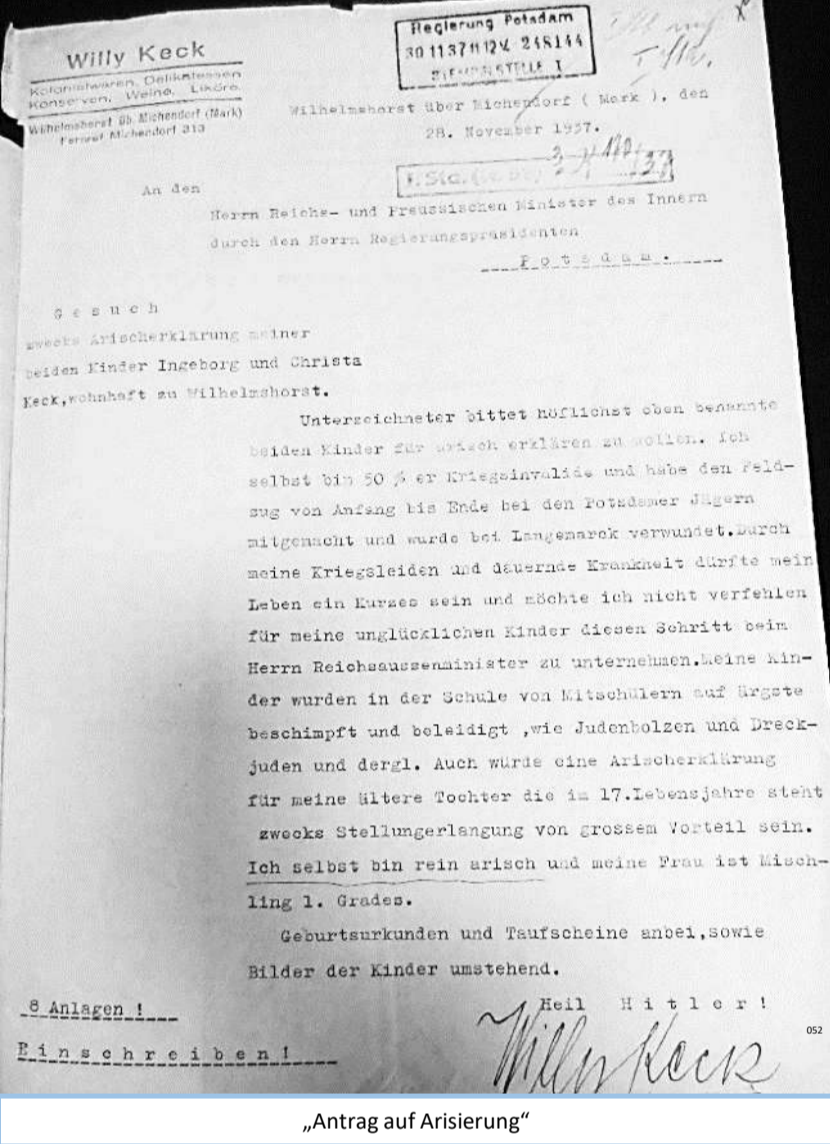 Willy Keck
Kolonialwaren, Delikatessen
Konserven, Weine, Liköre.
Wilhelmshorst üb. Michendorf (Mark)
Fernruf Michendorf 313
Regierung Potsdam
30 11 37 11 12¼ 248144
Wilhelmshorst über Michendorf ( Mark ), den
28. November 1937.
An den
Herrn Reichs- und Preussischen Minister des Innern
durch den Herrn Regierungspräsidenten
P o t s d a m .
G e s u c h
zwecks Arischerklärung meiner
beiden Kinder Ingeborg und Christa
Keck,wohnhaft zu Wilhelmshorst.
Unterzeichneter bittet höflichst oben benannte
beiden Kinder für arisch erklären zu wollen. Ich
selbst bin 50 % er Kriegsinvalide und habe den Feld-
zug von Anfang bis Ende bei den Potsdamer Jägern
mitgemacht und wurde bei Langemarck verwundet.Durch
meine Kriegsleiden und dauernde Krankheit dürfte mein
Leben ein Kurzes sein und möchte ich nicht verfehlen
für meine unglücklichen Kinder diesen Schritt beim
Herrn Reichsaussenminister zu unternehmen.Meine Kin-
der wurden in der Schule von Mitschülern auf ärgste
beschimpft und beleidigt ,wie Judenbolzen und Dreck-
juden und dergl. Auch würde eine Arischerklärung
für meine ältere Tochter die im 17.Lebensjahre steht
zwecks Stellungerlangung von grossem Vorteil sein.
Ich selbst bin rein arisch und meine Frau ist Misch-
ling 1. Grades.
Geburtsurkunden und Taufscheine anbei,sowie
Bilder der Kinder umstehend.
8 Anlagen !
Heil H i t l e r !
E i n s c h r e i b e n !
Willy Keck
052
„Antrag auf Arisierung“